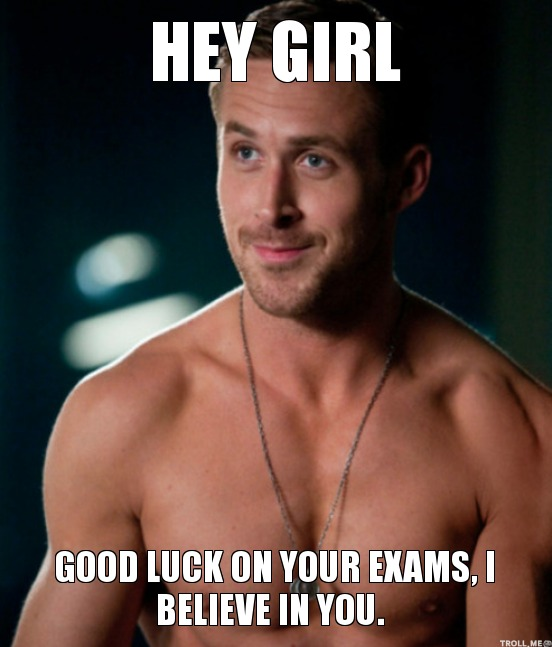 HEY GIRL
GOOD LUCK ON YOUR EXAMS, I
BELIEVE IN YOU.
TROLL.ME